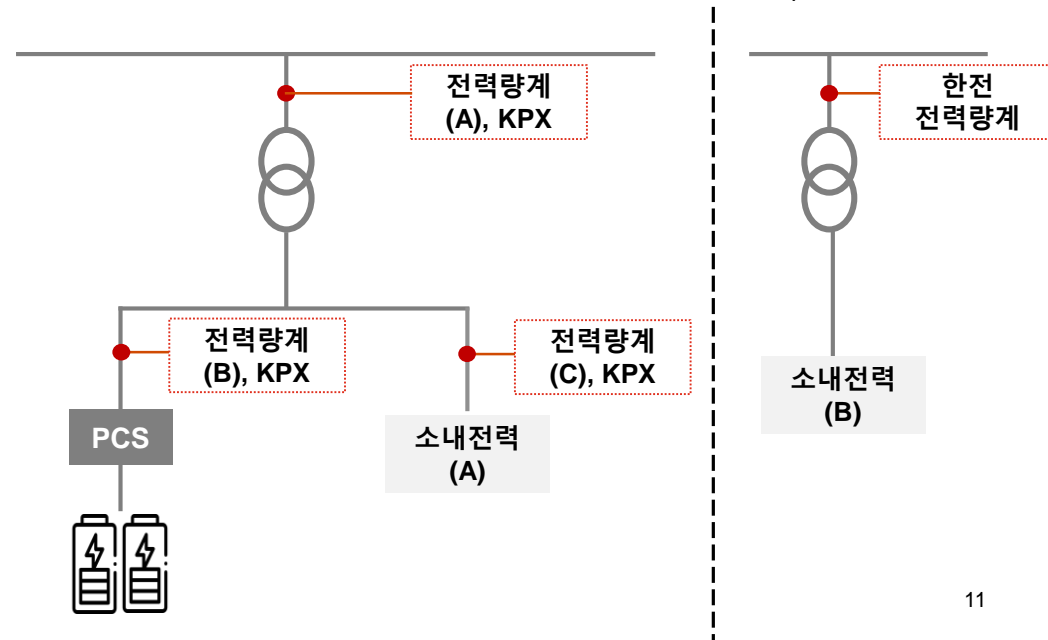 전력량계
(A), KPX
한전
전력량계
전력량계
(B), KPX
전력량계
(C), KPX
소내전력
(B)
PCS
소내전력
(A)
11